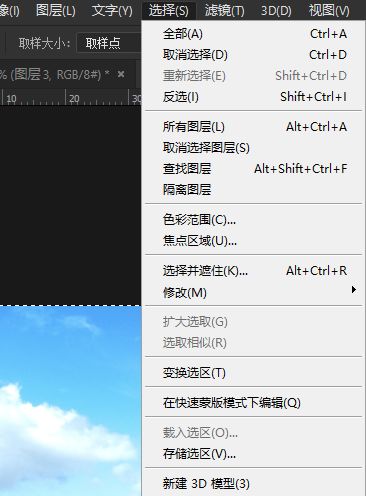 像(I) 图层(L) 文字(Y) 选择(S) 滤镜(T) 3D(D) 视图(V)
取样大小: 取样点
% (图层 3, RGB/8#) * ×
10 20 30
全部(A) Ctrl+A
取消选择(D) Ctrl+D
重新选择(E) Shift+Ctrl+D
反选(I) Shift+Ctrl+I
所有图层(L) Alt+Ctrl+A
取消选择图层(S)
查找图层 Alt+Shift+Ctrl+F
隔离图层
色彩范围(C)...
焦点区域(U)...
选择并遮住(K)... Alt+Ctrl+R
修改(M)
扩大选取(G)
选取相似(R)
变换选区(T)
在快速蒙版模式下编辑(Q)
载入选区(O)...
存储选区(V)...
新建 3D 模型(3)